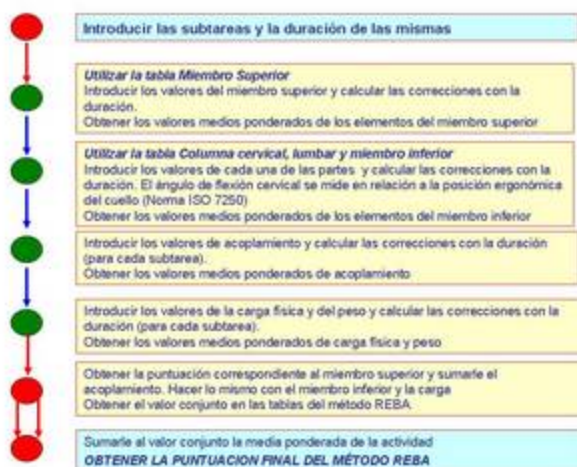 Introducir las subtareas y la duración de las mismas
Utilizar la tabla Miembro Superior
Introducir los valores del miembro superior y calcular las correcciones con la
duración.
Obtener los valores medios ponderados de los elementos del miembro superior
Utilizar la tabla Columna cervical, lumbar y miembro inferior
Introducir los valores de cada una de las partes y calcular las correcciones con la
duración. El ángulo de flexión cervical se mide en relación a la posición ergonómica
del cuello (Norma ISO 7250)
Obtener los valores medios ponderados de los elementos del miembro inferior
Introducir los valores de acoplamiento y calcular las correcciones con la duración
(para cada subtarea).
Obtener los valores medios ponderados de acoplamiento
Introducir los valores de la carga física y del peso y calcular las correcciones con la
duración (para cada subtarea).
Obtener los valores medios ponderados de carga física y peso
Obtener la puntuación correspondiente al miembro superior y sumarle el
acoplamiento. Hacer lo mismo con el miembro inferior y la carga
Obtener el valor conjunto en las tablas del método REBA
Sumarle al valor conjunto la media ponderada de la actividad
OBTENER LA PUNTUACION FINAL DEL MÉTODO REBA